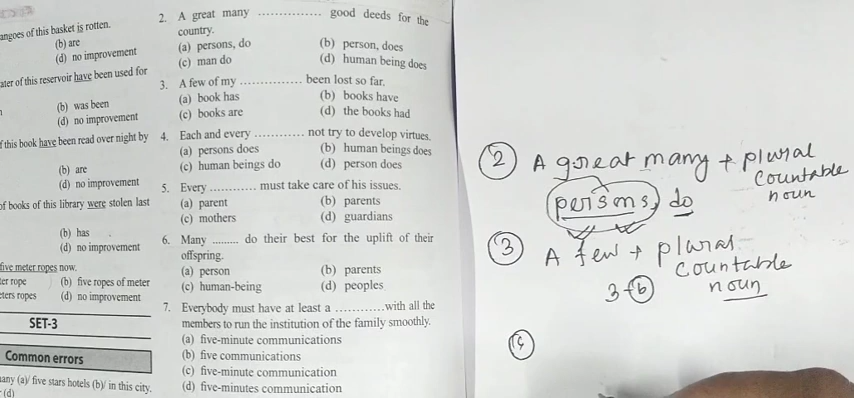 angoes of this basket is rotten.
(b) are
(d) no improvement
ater of this reservoir have been used for
(b) was been
(d) no improvement
f this book have been read over night by
(b) are
(d) no improvement
of books of this library were stolen last
(b) has
(d) no improvement
five meter ropes now.
ter rope (b) five ropes of meter
eters ropes (d) no improvement
SET-3
Common errors
many (a)/ five stars hotels (b)/ in this city.
(d)
2. A great many ............... good deeds for the
country.
(a) persons, do (b) person, does
(c) man do (d) human being does
3. A few of my ............... been lost so far.
(a) book has (b) books have
(c) books are (d) the books had
4. Each and every ............ not try to develop virtues.
(a) persons does (b) human beings does
(c) human beings do (d) person does
5. Every ............ must take care of his issues.
(a) parent (b) parents
(c) mothers (d) guardians
6. Many ......... do their best for the uplift of their
offspring.
(a) person (b) parents
(c) human-being (d) peoples
7. Everybody must have at least a ............with all the
members to run the institution of the family smoothly.
(a) five-minute communications
(b) five communications
(c) five-minute communication
(d) five-minutes communication
2 A great many + plural
countable
noun
persons, do
3 A few + plural
countable
noun
3 → b